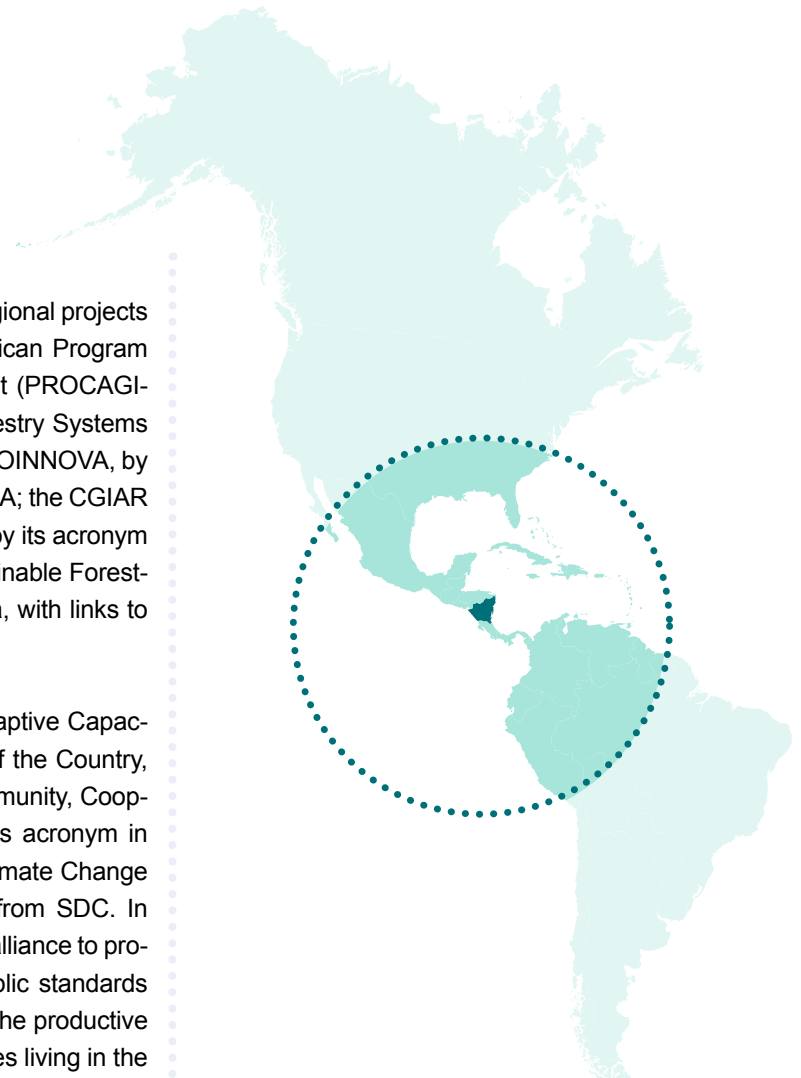 gional projects
ican Program
t (PROCAGI-
estry Systems
OINNOVA, by
A; the CGIAR
by its acronym
inable Forest-
, with links to
aptive Capac-
f the Country,
munity, Coop-
s acronym in
mate Change
from SDC. In
alliance to pro-
olic standards
he productive
es living in the